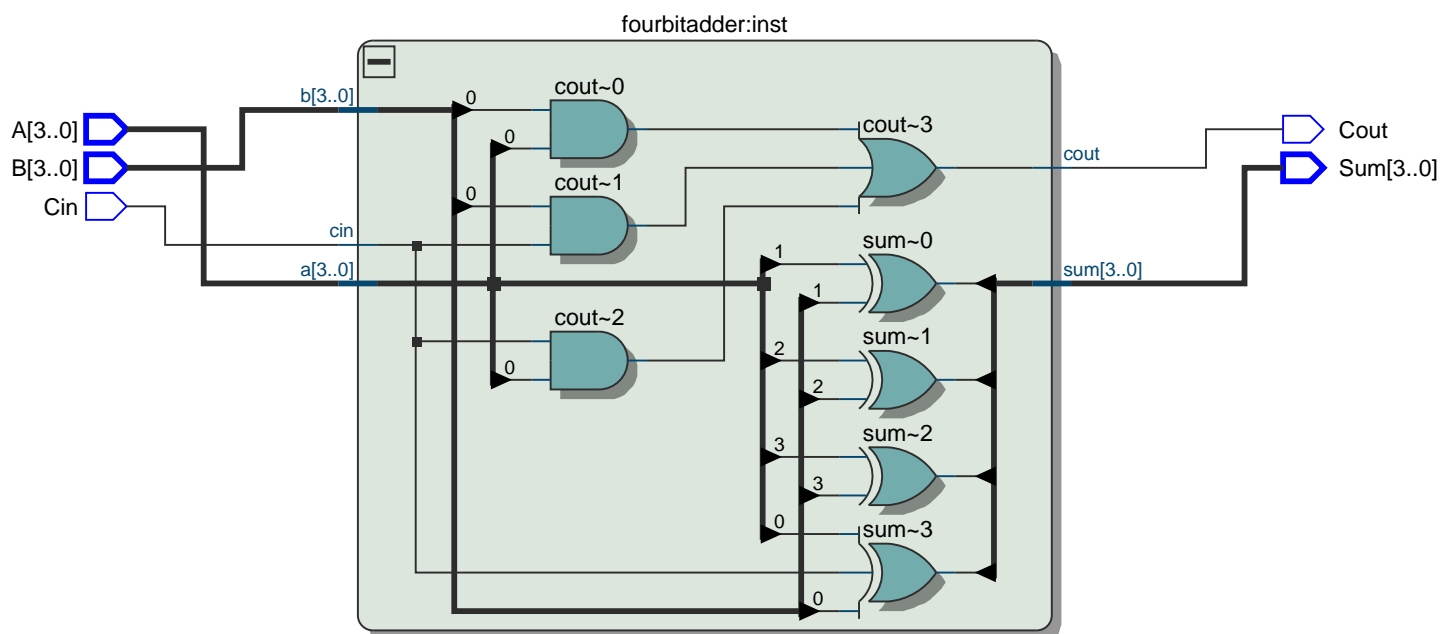 fourbitadder:inst
A[3..0]
B[3..0]
Cin
b[3..0]
cin
a[3..0]
cout~0
0
0
cout~1
0
cout~2
0
cout~3
sum~0
1
1
sum~1
2
2
sum~2
3
3
sum~3
0
0
cout
sum[3..0]
Cout
Sum[3..0]